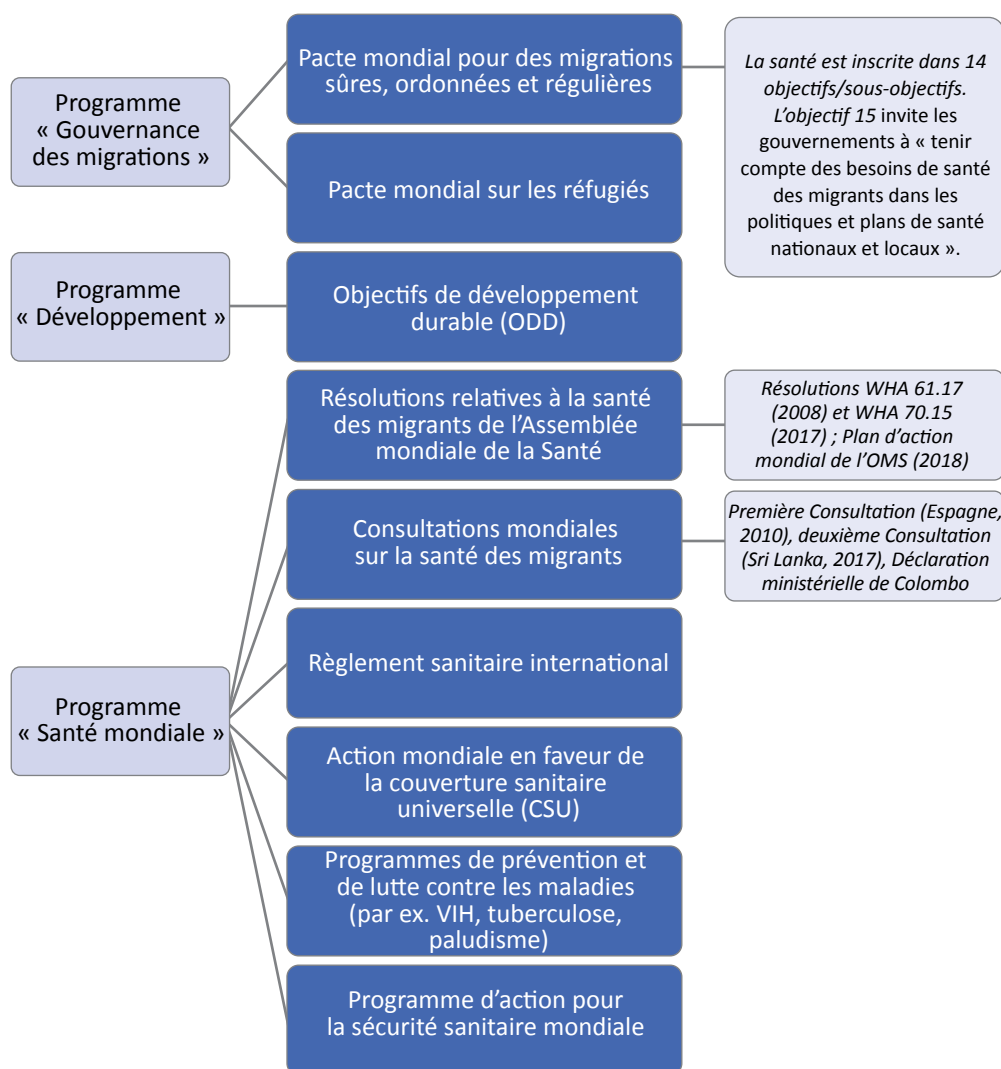 Programme
« Gouvernance
des migrations »
Pacte mondial pour des migrations
sûres, ordonnées et régulières
La santé est inscrite dans 14
objectifs/sous-objectifs.
L’objectif 15 invite les
gouvernements à « tenir
compte des besoins de santé
des migrants dans les
politiques et plans de santé
nationaux et locaux ».
Pacte mondial sur les réfugiés
Programme
« Développement »
Objectifs de développement
durable (ODD)
Programme
« Santé mondiale »
Résolutions relatives à la santé
des migrants de l’Assemblée
mondiale de la Santé
Résolutions WHA 61.17
(2008) et WHA 70.15
(2017) ; Plan d’action
mondial de l’OMS (2018)
Consultations mondiales
sur la santé des migrants
Première Consultation (Espagne,
2010), deuxième Consultation
(Sri Lanka, 2017), Déclaration
ministérielle de Colombo
Règlement sanitaire international
Action mondiale en faveur de
la couverture sanitaire
universelle (CSU)
Programmes de prévention et
de lutte contre les maladies
(par ex. VIH, tuberculose,
paludisme)
Programme d’action pour
la sécurité sanitaire mondiale